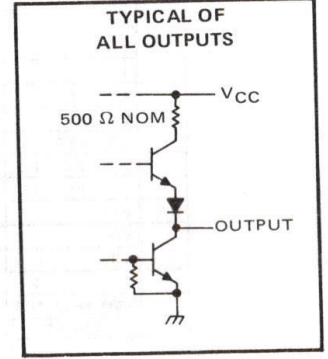 TYPICAL OF
ALL OUTPUTS
VCC
500 Ω NOM
OUTPUT